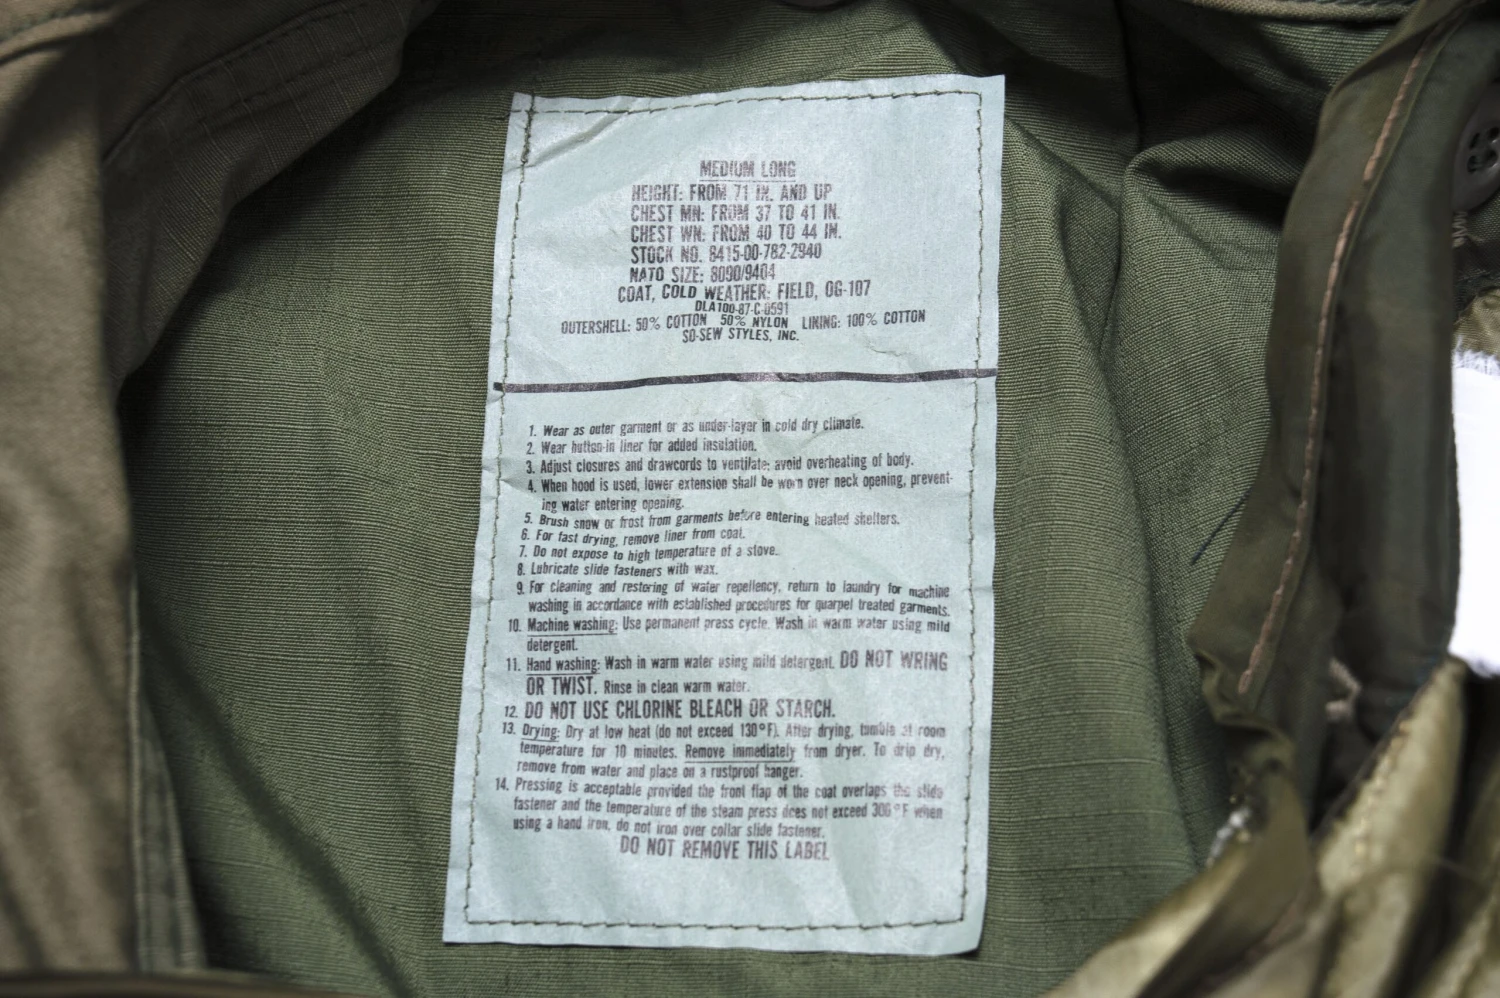 MEDIUM LONG
HEIGHT: FROM 71 IN. AND UP
CHEST MN: FROM 37 TO 41 IN.
CHEST WN: FROM 40 TO 44 IN.
STOCK NO. 8415-00-782-2940
NATO SIZE: 8090/9404
COAT, COLD WEATHER: FIELD, OG-107
DLA100-87-C-0591
OUTERSHELL: 50% COTTON 50% NYLON LINING: 100% COTTON
SO-SEW STYLES, INC.
1. Wear as outer garment or as under-layer in cold dry climate.
2. Wear button-in liner for added insulation.
3. Adjust closures and drawcords to ventilate; avoid overheating of body.
4. When hood is used, lower extension shall be worn over neck opening, prevent-
ing water entering opening.
5. Brush snow or frost from garments before entering heated shelters.
6. For fast drying, remove liner from coat.
7. Do not expose to high temperature of a stove.
8. Lubricate slide fasteners with wax.
9. For cleaning and restoring of water repellency, return to laundry for machine
washing in accordance with established procedures for quarpel treated garments.
10. Machine washing: Use permanent press cycle. Wash in warm water using mild
detergent.
11. Hand washing: Wash in warm water using mild detergent. DO NOT WRING
OR TWIST. Rinse in clean warm water.
12. DO NOT USE CHLORINE BLEACH OR STARCH.
13. Drying: Dry at low heat (do not exceed 130°F). After drying, tumble at room
temperature for 10 minutes. Remove immediately from dryer. To drip dry,
remove from water and place on a rustproof hanger.
14. Pressing is acceptable provided the front flap of the coat overlaps the slide
fastener and the temperature of the steam press does not exceed 300°F when
using a hand iron, do not iron over collar slide fastener.
DO NOT REMOVE THIS LABEL